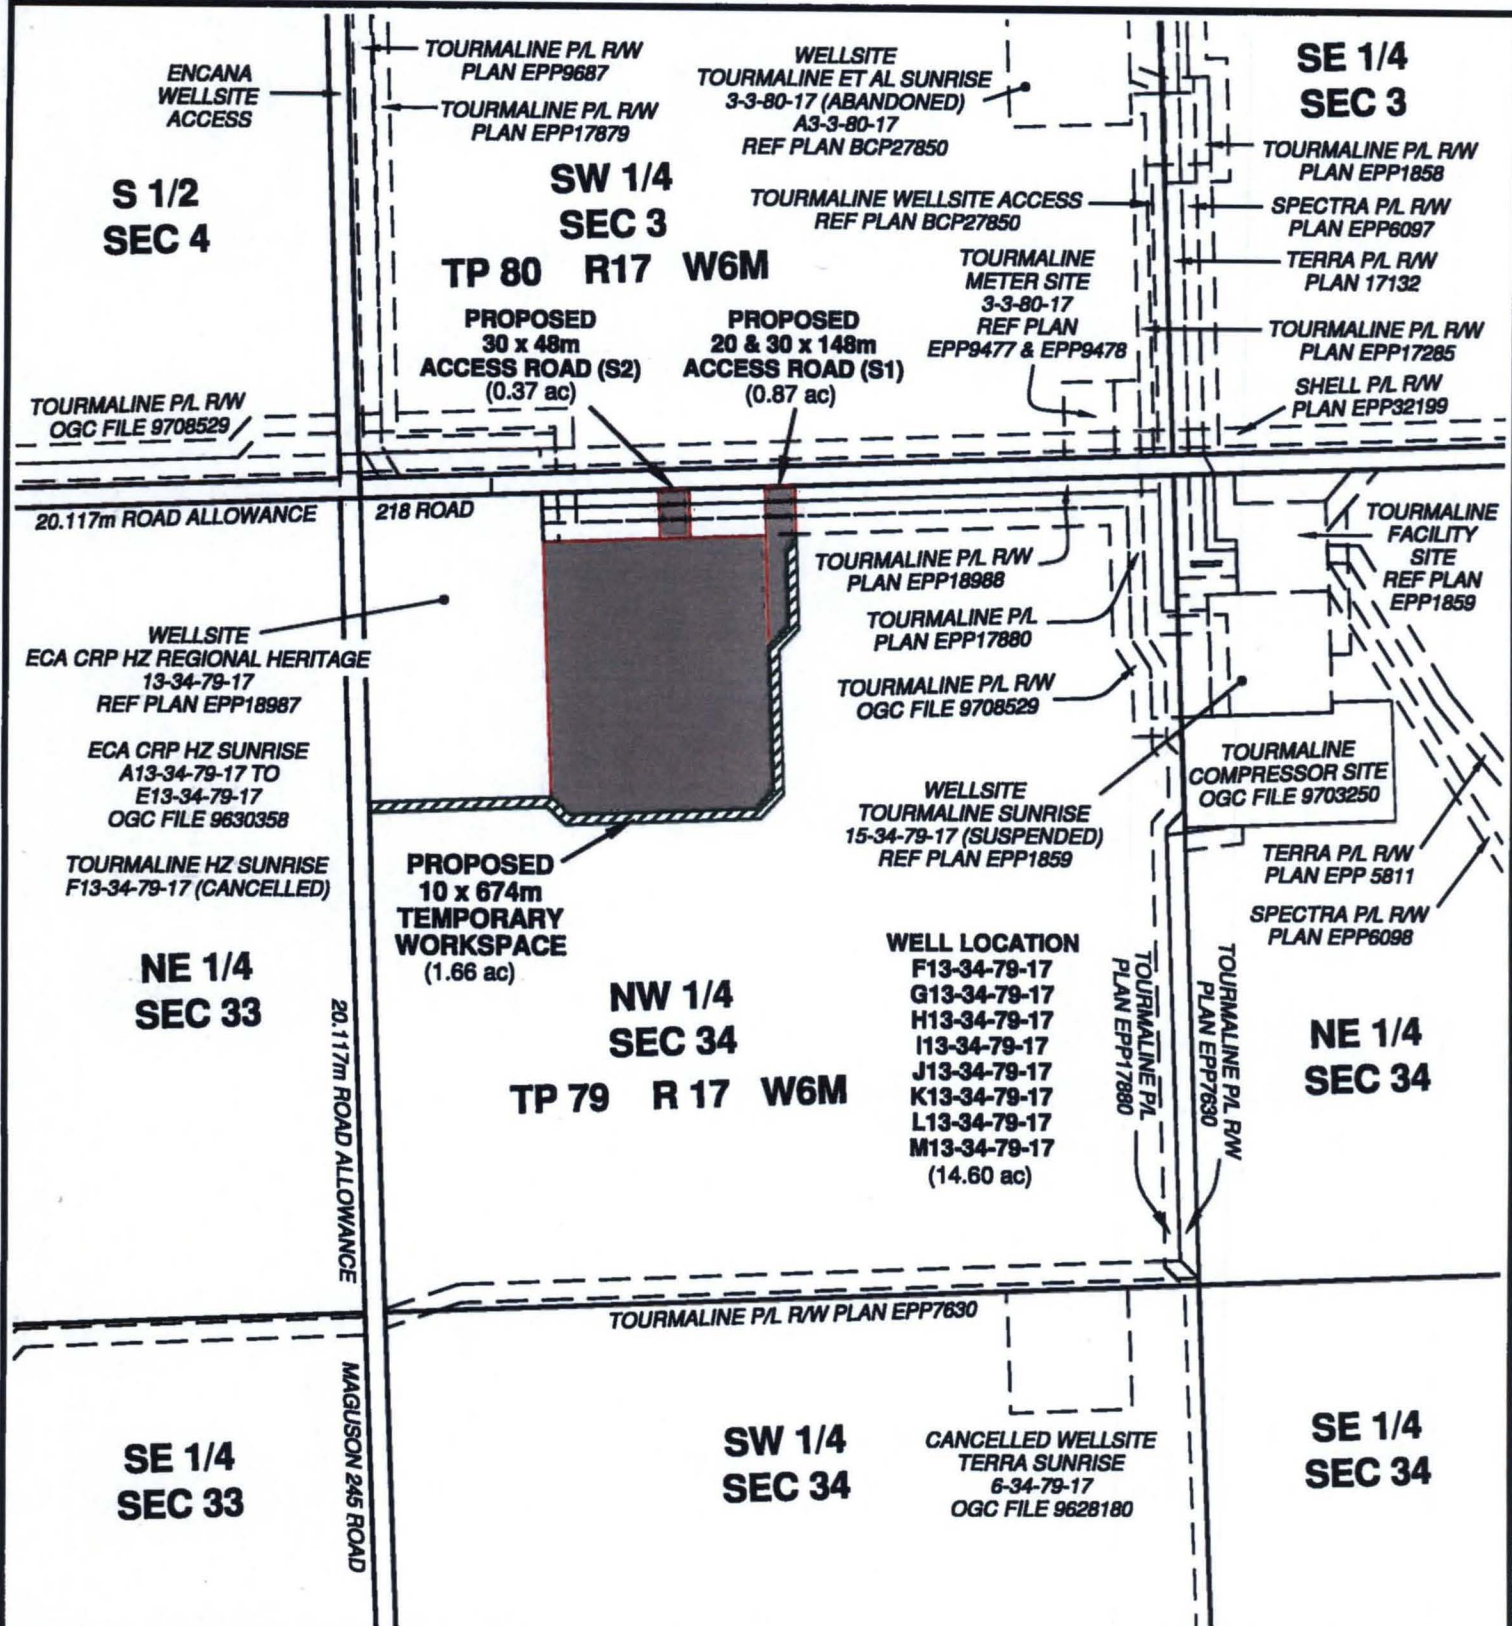 ENCANA
WELLSITE
ACCESS
TOURMALINE P/L R/W
PLAN EPP9687
TOURMALINE P/L R/W
PLAN EPP17879
WELLSITE
TOURMALINE ET AL SUNRISE
3-3-80-17 (ABANDONED)
A3-3-80-17
REF PLAN BCP27850
SE 1/4
SEC 3
TOURMALINE P/L R/W
PLAN EPP1858
S 1/2
SEC 4
SW 1/4
SEC 3
TP 80 R17 W6M
TOURMALINE WELLSITE ACCESS
REF PLAN BCP27850
SPECTRA P/L R/W
PLAN EPP6097
TERRA P/L R/W
PLAN 17132
TOURMALINE
METER SITE
3-3-80-17
REF PLAN
EPP9477 & EPP9478
TOURMALINE P/L R/W
PLAN EPP17285
SHELL P/L R/W
PLAN EPP32199
PROPOSED
30 x 48m
ACCESS ROAD (S2)
(0.37 ac)
PROPOSED
20 & 30 x 148m
ACCESS ROAD (S1)
(0.87 ac)
TOURMALINE P/L R/W
OGC FILE 9708529
20.117m ROAD ALLOWANCE
218 ROAD
TOURMALINE
FACILITY
SITE
REF PLAN
EPP1859
TOURMALINE P/L R/W
PLAN EPP18988
TOURMALINE P/L
PLAN EPP17880
TOURMALINE P/L R/W
OGC FILE 9708529
WELLSITE
ECA CRP HZ REGIONAL HERITAGE
13-34-79-17
REF PLAN EPP18987
ECA CRP HZ SUNRISE
A13-34-79-17 TO
E13-34-79-17
OGC FILE 9630358
TOURMALINE HZ SUNRISE
F13-34-79-17 (CANCELLED)
TOURMALINE
COMPRESSOR SITE
OGC FILE 9703250
WELLSITE
TOURMALINE SUNRISE
15-34-79-17 (SUSPENDED)
REF PLAN EPP1859
TERRA P/L R/W
PLAN EPP 5811
SPECTRA P/L R/W
PLAN EPP6098
PROPOSED
10 x 674m
TEMPORARY
WORKSPACE
(1.66 ac)
NE 1/4
SEC 33
20.117m ROAD ALLOWANCE
NW 1/4
SEC 34
TP 79 R 17 W6M
WELL LOCATION
F13-34-79-17
G13-34-79-17
H13-34-79-17
I13-34-79-17
J13-34-79-17
K13-34-79-17
L13-34-79-17
M13-34-79-17
(14.60 ac)
TOURMALINE P/L
PLAN EPP17880
TOURMALINE P/L R/W
PLAN EPP7630
NE 1/4
SEC 34
TOURMALINE P/L R/W PLAN EPP7630
MAGUSON 245 ROAD
SE 1/4
SEC 33
SW 1/4
SEC 34
CANCELLED WELLSITE
TERRA SUNRISE
6-34-79-17
OGC FILE 9628180
SE 1/4
SEC 34